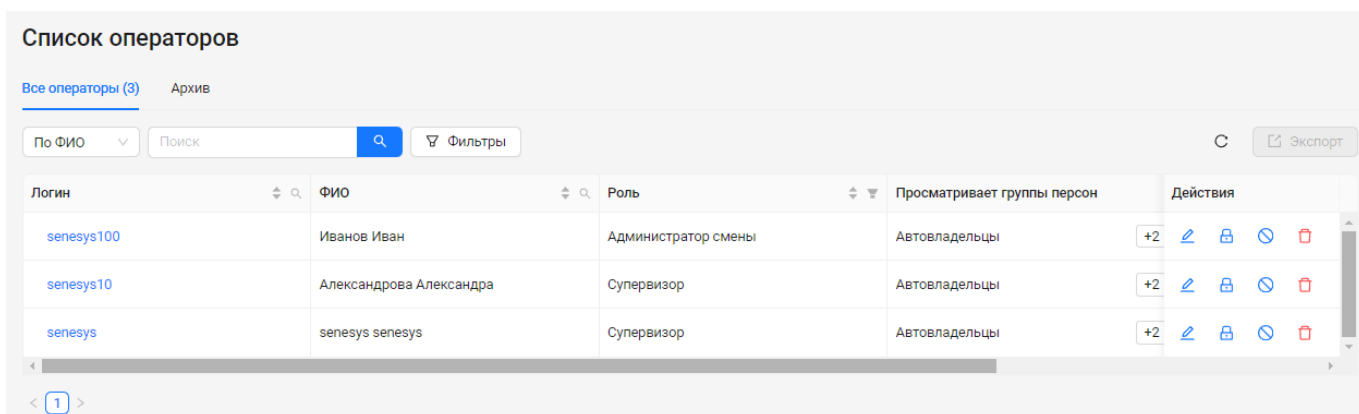 Список операторов
Все операторы (3) Архив
По ФИО Поиск Фильтры Экспорт
Логин ФИО Роль Просматривает группы персон Действия
senesys100 Иванов Иван Администратор смены Автовладельцы +2
senesys10 Александрова Александра Супервизор Автовладельцы +2
senesys senesys senesys Супервизор Автовладельцы +2
< 1 >